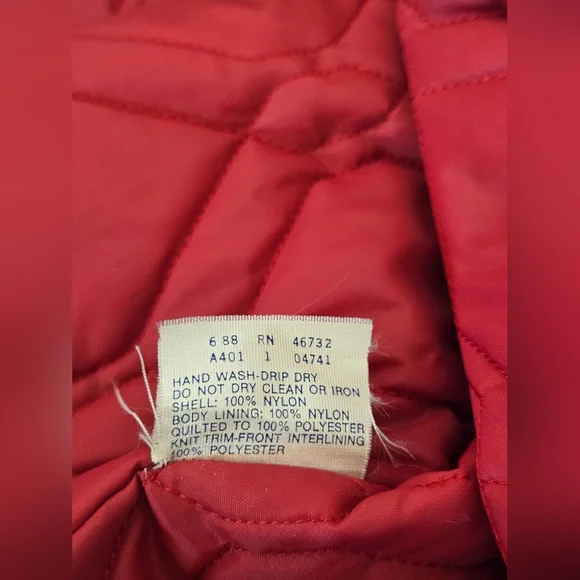 6 88 RN 46732
A401 1 04741
HAND WASH-DRIP DRY
DO NOT DRY CLEAN OR IRON
SHELL: 100% NYLON
BODY LINING: 100% NYLON
QUILTED TO 100% POLYESTER
KNIT TRIM-FRONT INTERLINING
100% POLYESTER